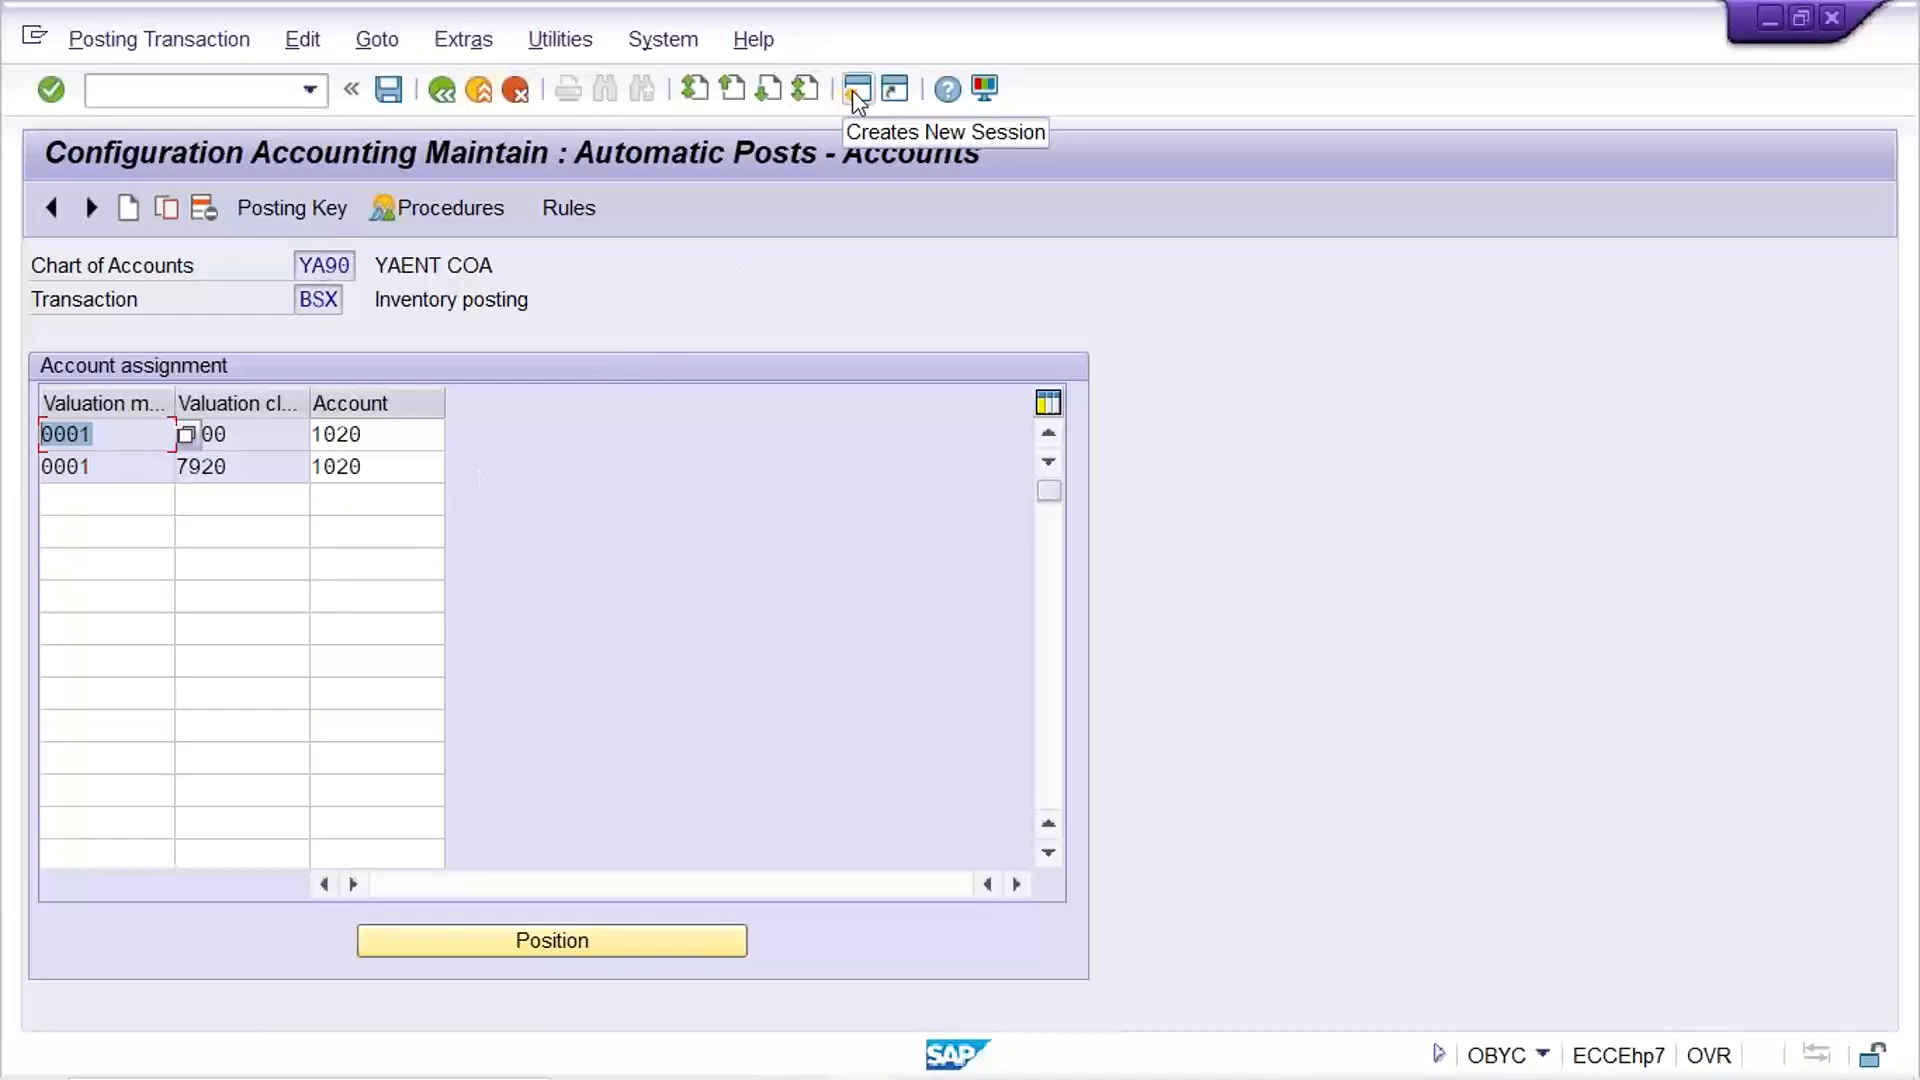 Posting Transaction Edit Goto Extras Utilities System Help
Creates New Session
Configuration Accounting Maintain : Automatic Posts - Accounts
Posting Key Procedures Rules
Chart of Accounts YA90 YAENT COA
Transaction BSX Inventory posting
Account assignment
Valuation m... Valuation cl... Account
0001 00 1020
0001 7920 1020
Position
SAP OBYC ECCEhp7 OVR